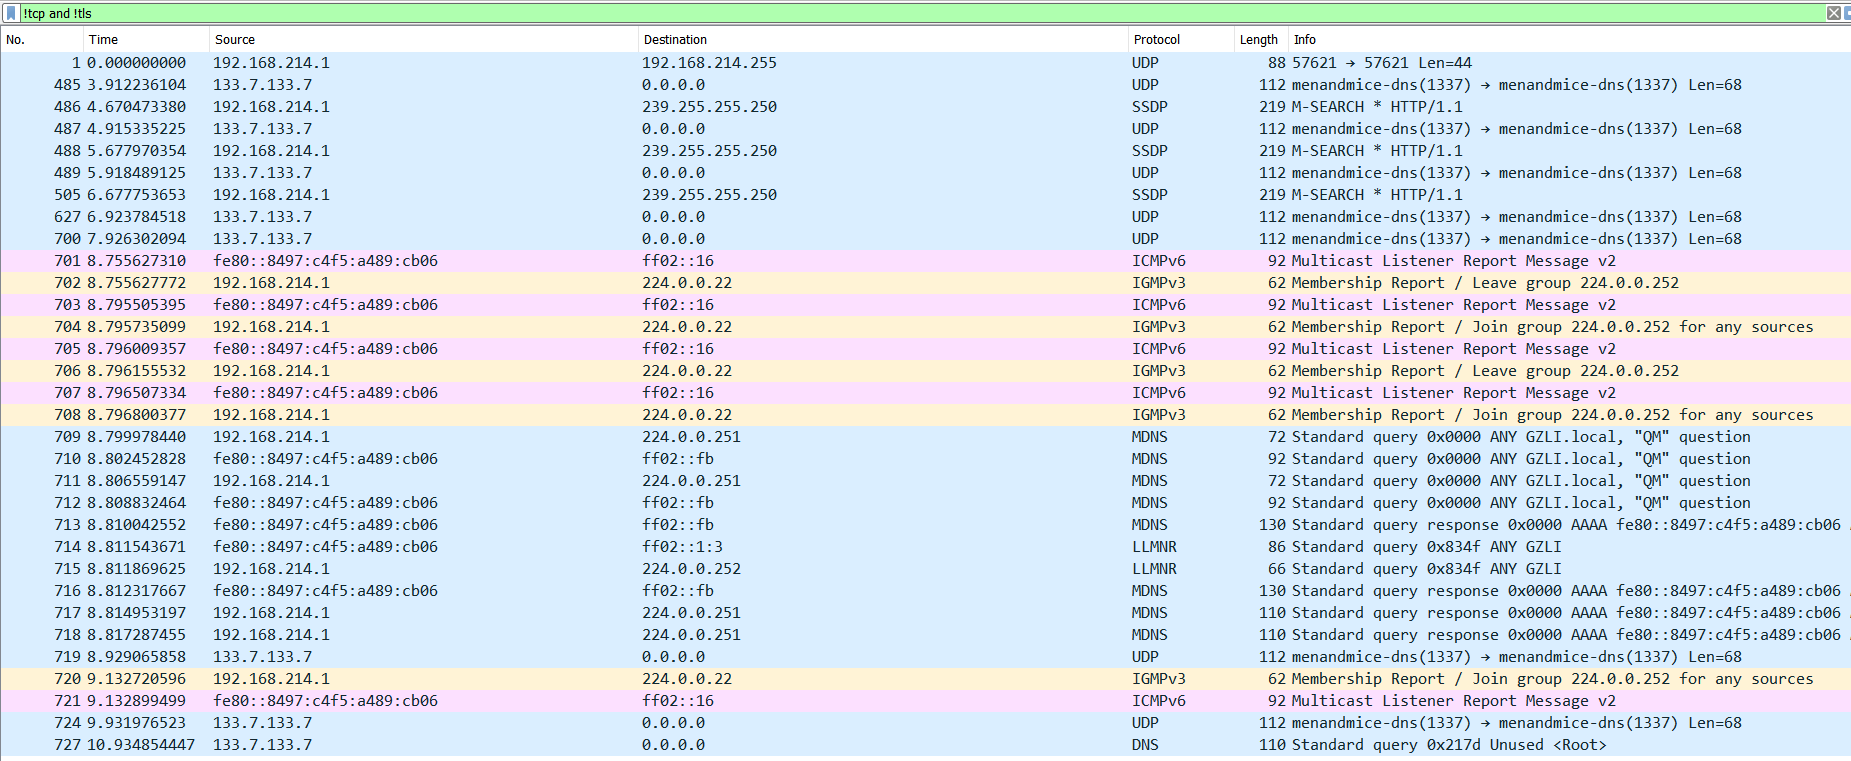 !tcp and !tls
No. Time Source Destination Protocol Length Info
1 0.000000000 192.168.214.1 192.168.214.255 UDP 88 57621 → 57621 Len=44
485 3.912236104 133.7.133.7 0.0.0.0 UDP 112 menandmice-dns(1337) → menandmice-dns(1337) Len=68
486 4.670473380 192.168.214.1 239.255.255.250 SSDP 219 M-SEARCH * HTTP/1.1
487 4.915335225 133.7.133.7 0.0.0.0 UDP 112 menandmice-dns(1337) → menandmice-dns(1337) Len=68
488 5.677970354 192.168.214.1 239.255.255.250 SSDP 219 M-SEARCH * HTTP/1.1
489 5.918489125 133.7.133.7 0.0.0.0 UDP 112 menandmice-dns(1337) → menandmice-dns(1337) Len=68
505 6.677753653 192.168.214.1 239.255.255.250 SSDP 219 M-SEARCH * HTTP/1.1
627 6.923784518 133.7.133.7 0.0.0.0 UDP 112 menandmice-dns(1337) → menandmice-dns(1337) Len=68
700 7.926302094 133.7.133.7 0.0.0.0 UDP 112 menandmice-dns(1337) → menandmice-dns(1337) Len=68
701 8.755627310 fe80::8497:c4f5:a489:cb06 ff02::16 ICMPv6 92 Multicast Listener Report Message v2
702 8.755627772 192.168.214.1 224.0.0.22 IGMPv3 62 Membership Report / Leave group 224.0.0.252
703 8.795505395 fe80::8497:c4f5:a489:cb06 ff02::16 ICMPv6 92 Multicast Listener Report Message v2
704 8.795735099 192.168.214.1 224.0.0.22 IGMPv3 62 Membership Report / Join group 224.0.0.252 for any sources
705 8.796009357 fe80::8497:c4f5:a489:cb06 ff02::16 ICMPv6 92 Multicast Listener Report Message v2
706 8.796155532 192.168.214.1 224.0.0.22 IGMPv3 62 Membership Report / Leave group 224.0.0.252
707 8.796507334 fe80::8497:c4f5:a489:cb06 ff02::16 ICMPv6 92 Multicast Listener Report Message v2
708 8.796800377 192.168.214.1 224.0.0.22 IGMPv3 62 Membership Report / Join group 224.0.0.252 for any sources
709 8.799978440 192.168.214.1 224.0.0.251 MDNS 72 Standard query 0x0000 ANY GZLI.local, "QM" question
710 8.802452828 fe80::8497:c4f5:a489:cb06 ff02::fb MDNS 92 Standard query 0x0000 ANY GZLI.local, "QM" question
711 8.806559147 192.168.214.1 224.0.0.251 MDNS 72 Standard query 0x0000 ANY GZLI.local, "QM" question
712 8.808832464 fe80::8497:c4f5:a489:cb06 ff02::fb MDNS 92 Standard query 0x0000 ANY GZLI.local, "QM" question
713 8.810042552 fe80::8497:c4f5:a489:cb06 ff02::fb MDNS 130 Standard query response 0x0000 AAAA fe80::8497:c4f5:a489:cb06
714 8.811543671 fe80::8497:c4f5:a489:cb06 ff02::1:3 LLMNR 86 Standard query 0x834f ANY GZLI
715 8.811869625 192.168.214.1 224.0.0.252 LLMNR 66 Standard query 0x834f ANY GZLI
716 8.812317667 fe80::8497:c4f5:a489:cb06 ff02::fb MDNS 130 Standard query response 0x0000 AAAA fe80::8497:c4f5:a489:cb06
717 8.814953197 192.168.214.1 224.0.0.251 MDNS 110 Standard query response 0x0000 AAAA fe80::8497:c4f5:a489:cb06
718 8.817287455 192.168.214.1 224.0.0.251 MDNS 110 Standard query response 0x0000 AAAA fe80::8497:c4f5:a489:cb06
719 8.929065858 133.7.133.7 0.0.0.0 UDP 112 menandmice-dns(1337) → menandmice-dns(1337) Len=68
720 9.132720596 192.168.214.1 224.0.0.22 IGMPv3 62 Membership Report / Join group 224.0.0.252 for any sources
721 9.132899499 fe80::8497:c4f5:a489:cb06 ff02::16 ICMPv6 92 Multicast Listener Report Message v2
724 9.931976523 133.7.133.7 0.0.0.0 UDP 112 menandmice-dns(1337) → menandmice-dns(1337) Len=68
727 10.934854447 133.7.133.7 0.0.0.0 DNS 110 Standard query 0x217d Unused <Root>